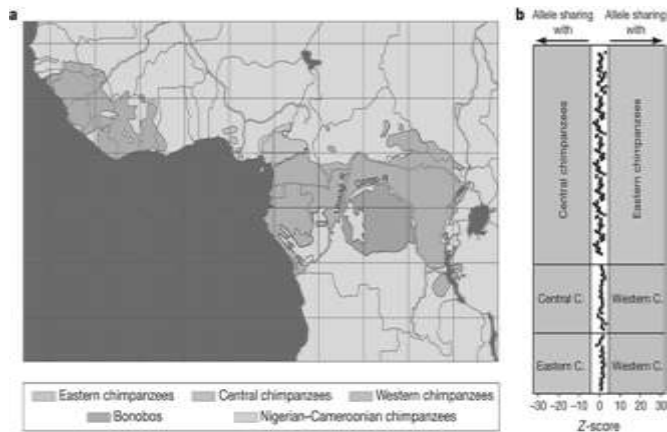 a
b
Allele sharing with
Allele sharing with
Central chimpanzees
Eastern chimpanzees
Central C.
Western C.
Eastern C.
Western C.
-30 -20 -10 0 10 20 30
Z-score
Eastern chimpanzees Central chimpanzees Western chimpanzees
Bonobos Nigerian–Cameroonian chimpanzees